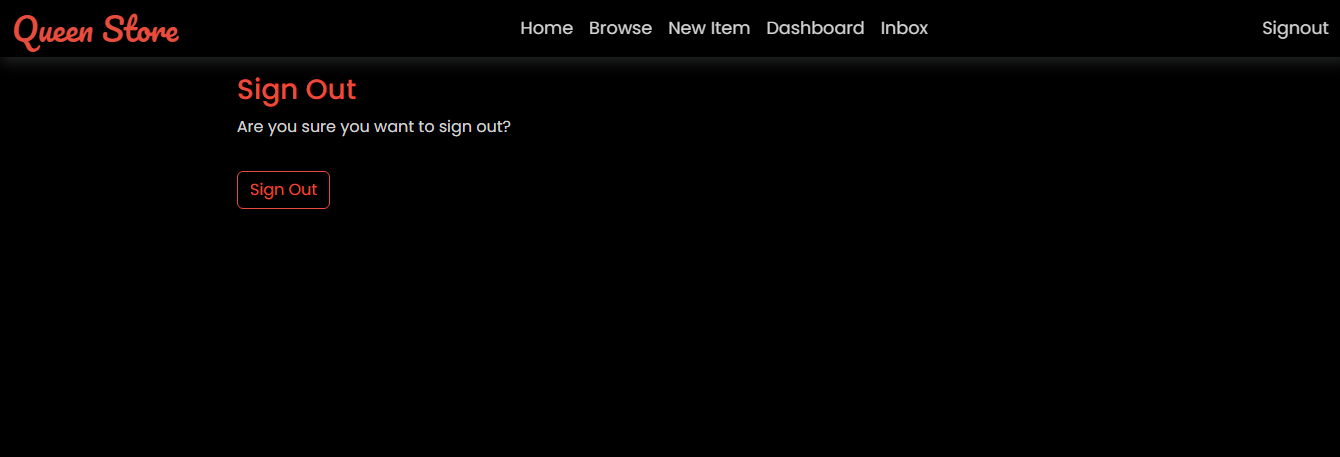 Queen Store Home Browse New Item Dashboard Inbox Signout
Sign Out
Are you sure you want to sign out?
Sign Out